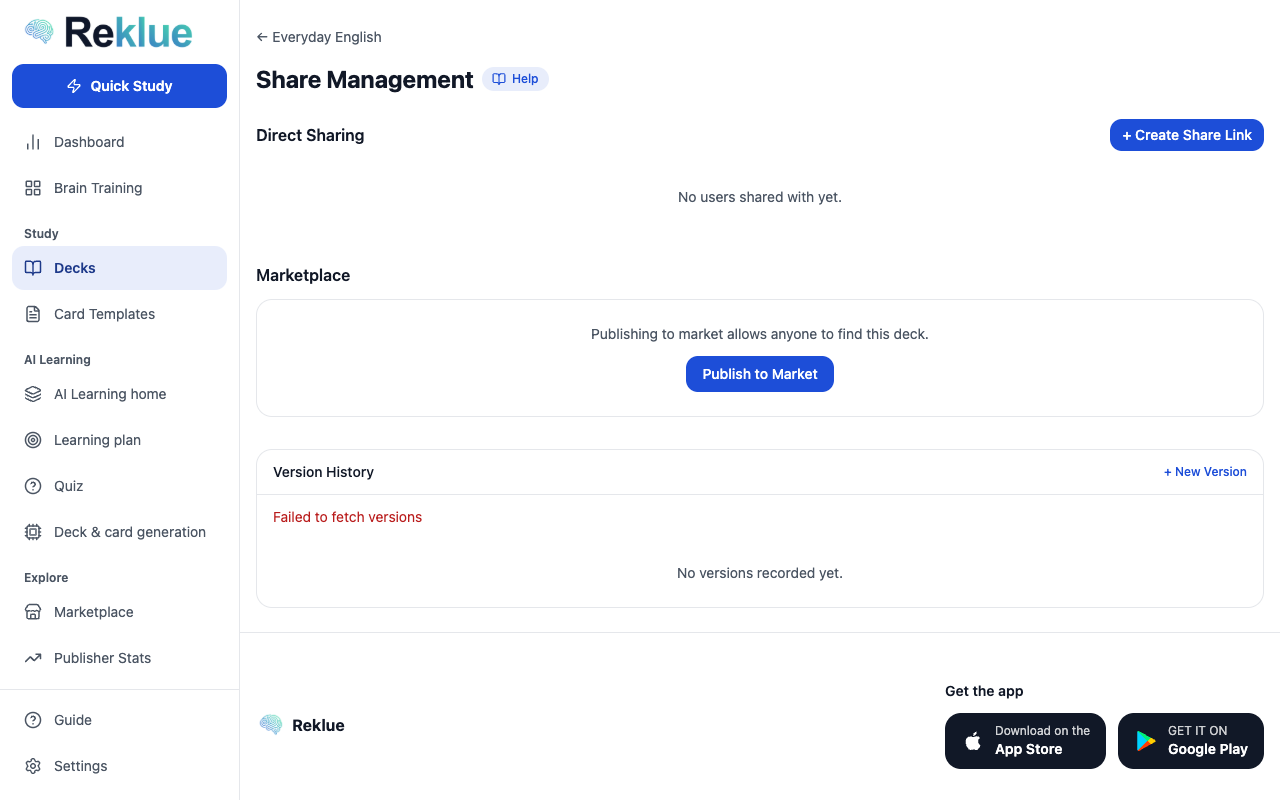 Reklue
Quick Study
Dashboard
Brain Training
Study
Decks
Card Templates
AI Learning
AI Learning home
Learning plan
Quiz
Deck & card generation
Explore
Marketplace
Publisher Stats
Guide
Settings
← Everyday English
Share Management
Help
Direct Sharing
+ Create Share Link
No users shared with yet.
Marketplace
Publishing to market allows anyone to find this deck.
Publish to Market
Version History
+ New Version
Failed to fetch versions
No versions recorded yet.
Reklue
Get the app
Download on the
App Store
GET IT ON
Google Play